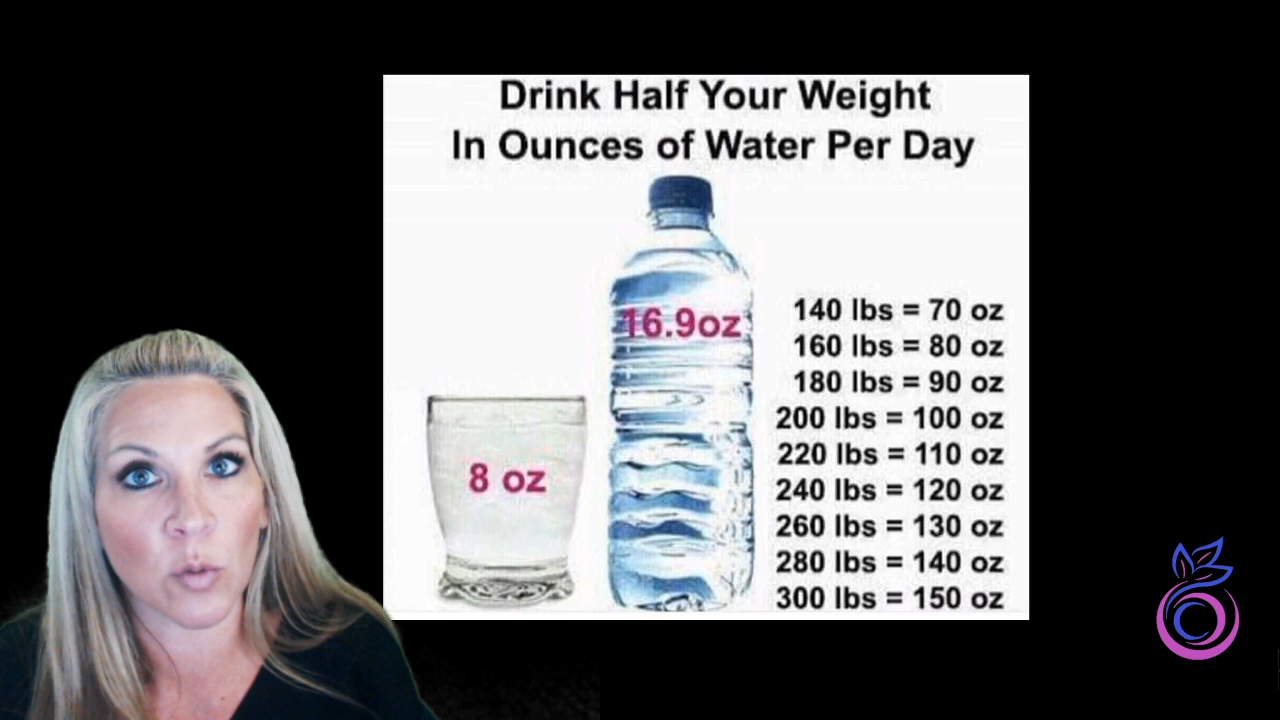 Drink Half Your Weight
In Ounces of Water Per Day
16.9oz
8 oz
140 lbs = 70 oz
160 lbs = 80 oz
180 lbs = 90 oz
200 lbs = 100 oz
220 lbs = 110 oz
240 lbs = 120 oz
260 lbs = 130 oz
280 lbs = 140 oz
300 lbs = 150 oz